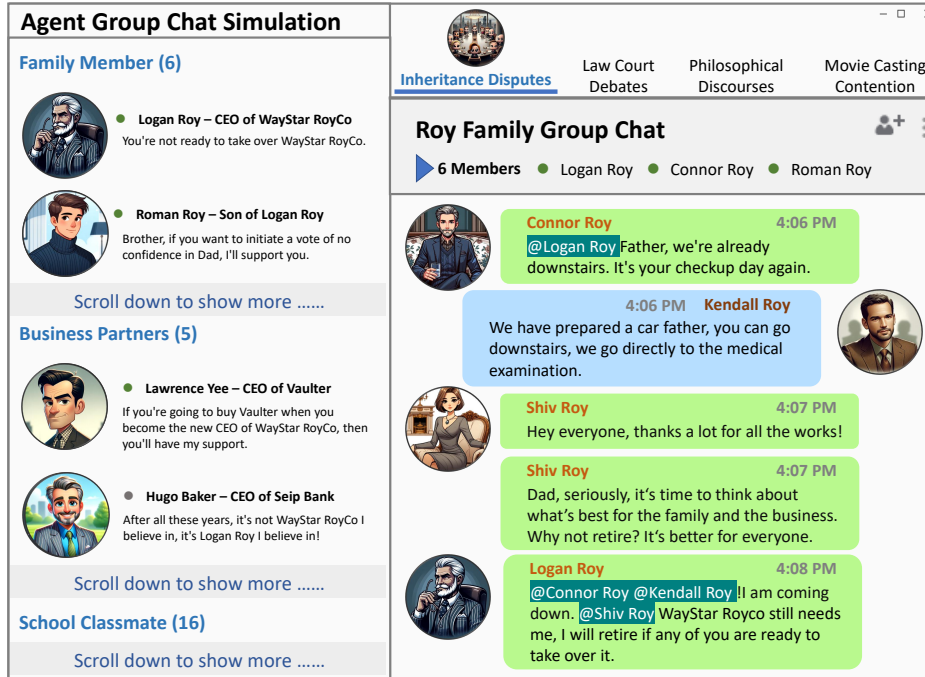 Agent Group Chat Simulation
Family Member (6)
Logan Roy – CEO of WayStar RoyCo
You're not ready to take over WayStar RoyCo.
Roman Roy – Son of Logan Roy
Brother, if you want to initiate a vote of no
confidence in Dad, I'll support you.
Scroll down to show more ......
Business Partners (5)
Lawrence Yee – CEO of Vaulter
If you're going to buy Vaulter when you
become the new CEO of WayStar RoyCo, then
you'll have my support.
Hugo Baker – CEO of Seip Bank
After all these years, it's not WayStar RoyCo I
believe in, it's Logan Roy I believe in!
Scroll down to show more ......
School Classmate (16)
Scroll down to show more ......
Inheritance Disputes
Law Court
Debates
Philosophical
Discourses
Movie Casting
Contention
Roy Family Group Chat
6 Members
Logan Roy
Connor Roy
Roman Roy
Connor Roy 4:06 PM
@Logan Roy Father, we're already
downstairs. It's your checkup day again.
4:06 PM Kendall Roy
We have prepared a car father, you can go
downstairs, we go directly to the medical
examination.
Shiv Roy 4:07 PM
Hey everyone, thanks a lot for all the works!
Shiv Roy 4:07 PM
Dad, seriously, it's time to think about
what's best for the family and the business.
Why not retire? It's better for everyone.
Logan Roy 4:08 PM
@Connor Roy @Kendall Roy !I am coming
down. @Shiv Roy WayStar Royco still needs
me, I will retire if any of you are ready to
take over it.